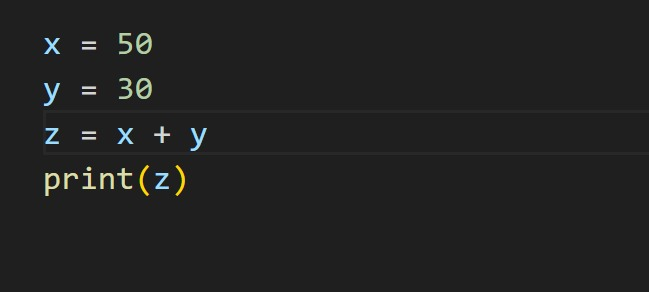 x = 50
y = 30
z = x + y
print(z)